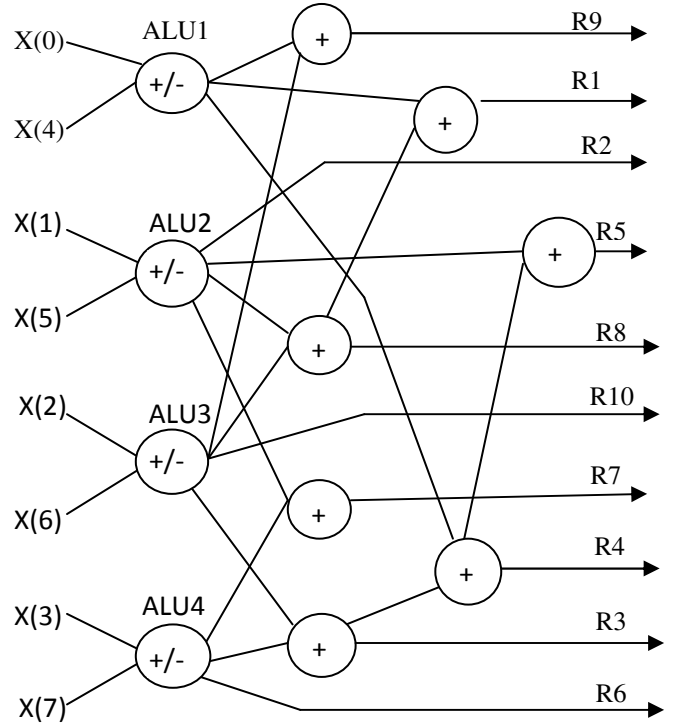 X(0)
ALU1
+/-
X(4)
+
R9
+
R1
R2
X(1)
ALU2
+/-
X(5)
+
R5
+
R8
X(2)
ALU3
+/-
X(6)
R10
+
R7
+
R4
X(3)
ALU4
+/-
X(7)
+
R3
R6